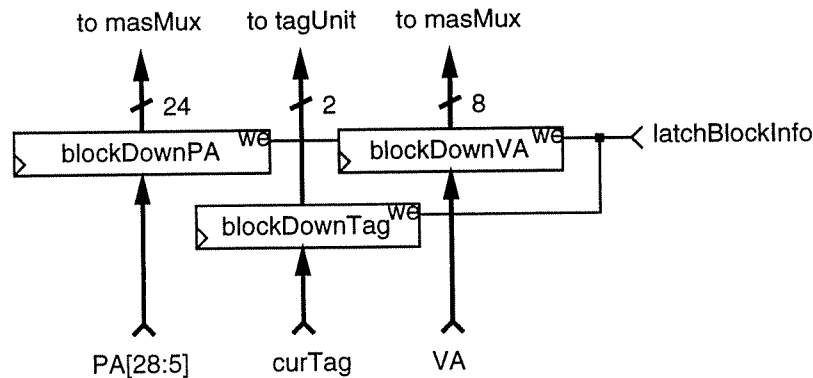 to masMux
to tagUnit
to masMux
24
2
8
blockDownPA
we
blockDownVA
we
latchBlockInfo
blockDownTag
we
PA[28:5]
curTag
VA